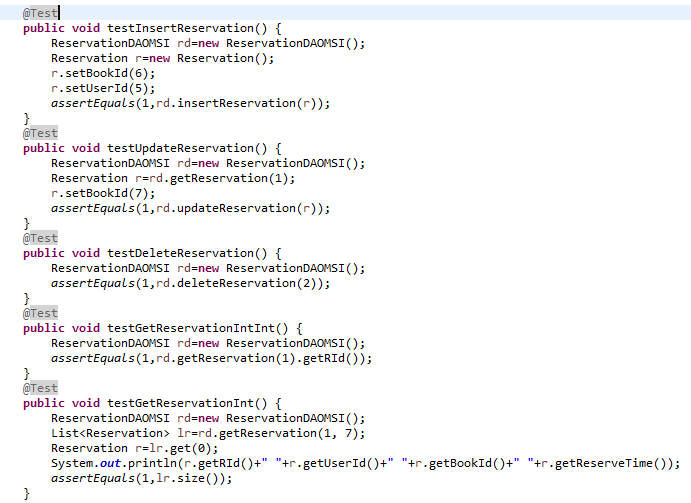 @Test
public void testInsertReservation() {
    ReservationDAOMSI rd=new ReservationDAOMSI();
    Reservation r=new Reservation();
    r.setBookId(6);
    r.setUserId(5);
    assertEquals(1,rd.insertReservation(r));
}
@Test
public void testUpdateReservation() {
    ReservationDAOMSI rd=new ReservationDAOMSI();
    Reservation r=rd.getReservation(1);
    r.setBookId(7);
    assertEquals(1,rd.updateReservation(r));
}
@Test
public void testDeleteReservation() {
    ReservationDAOMSI rd=new ReservationDAOMSI();
    assertEquals(1,rd.deleteReservation(2));
}
@Test
public void testGetReservationIntInt() {
    ReservationDAOMSI rd=new ReservationDAOMSI();
    assertEquals(1,rd.getReservation(1).getRId());
}
@Test
public void testGetReservationInt() {
    ReservationDAOMSI rd=new ReservationDAOMSI();
    List<Reservation> lr=rd.getReservation(1, 7);
    Reservation r=lr.get(0);
    System.out.println(r.getRId()+" "+r.getUserId()+" "+r.getBookId()+" "+r.getReserveTime());
    assertEquals(1,lr.size());
}